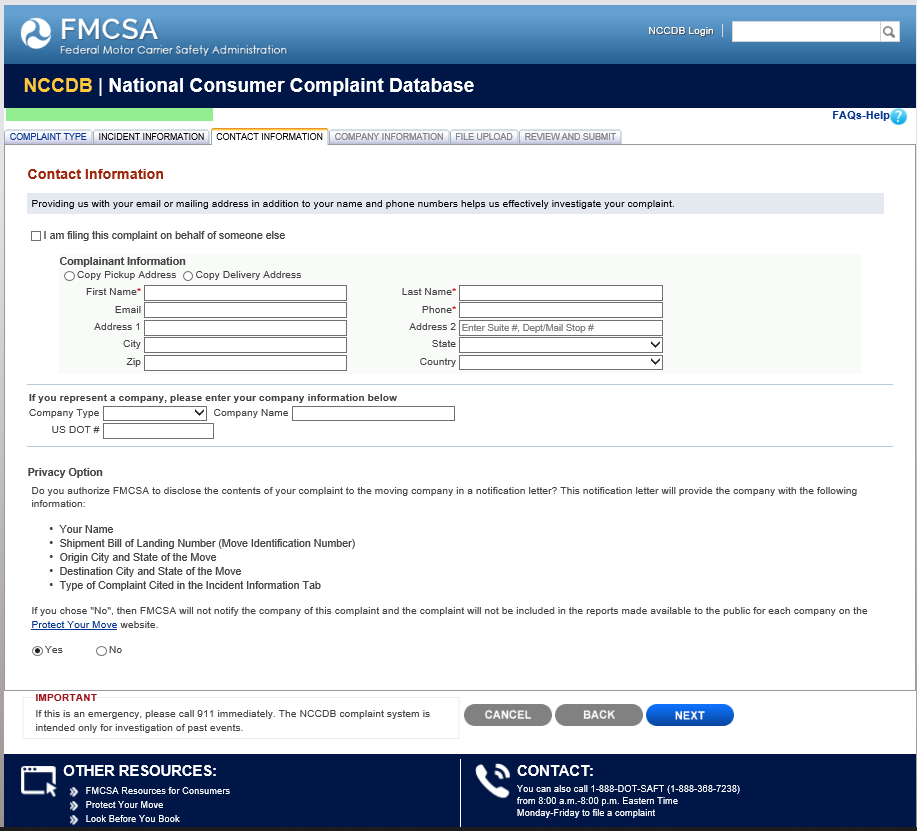 FMCSA
Federal Motor Carrier Safety Administration
NCCDB Login
NCCDB | National Consumer Complaint Database
FAQs-Help ?
COMPLAINT TYPE INCIDENT INFORMATION CONTACT INFORMATION COMPANY INFORMATION FILE UPLOAD REVIEW AND SUBMIT
Contact Information
Providing us with your email or mailing address in addition to your name and phone numbers helps us effectively investigate your complaint.
I am filing this complaint on behalf of someone else
Complainant Information
Copy Pickup Address Copy Delivery Address
First Name* Last Name*
Email Phone*
Address 1 Address 2 Enter Suite #, Dept/Mail Stop #
City State
Zip Country
If you represent a company, please enter your company information below
Company Type Company Name
US DOT #
Privacy Option
Do you authorize FMCSA to disclose the contents of your complaint to the moving company in a notification letter? This notification letter will provide the company with the following
information:
• Your Name
• Shipment Bill of Landing Number (Move Identification Number)
• Origin City and State of the Move
• Destination City and State of the Move
• Type of Complaint Cited in the Incident Information Tab
If you chose "No", then FMCSA will not notify the company of this complaint and the complaint will not be included in the reports made available to the public for each company on the
Protect Your Move website.
Yes No
IMPORTANT
If this is an emergency, please call 911 immediately. The NCCDB complaint system is
intended only for investigation of past events.
CANCEL BACK NEXT
OTHER RESOURCES:
FMCSA Resources for Consumers
Protect Your Move
Look Before You Book
CONTACT:
You can also call 1-888-DOT-SAFT (1-888-368-7238)
from 8:00 a.m.-8:00 p.m. Eastern Time
Monday-Friday to file a complaint